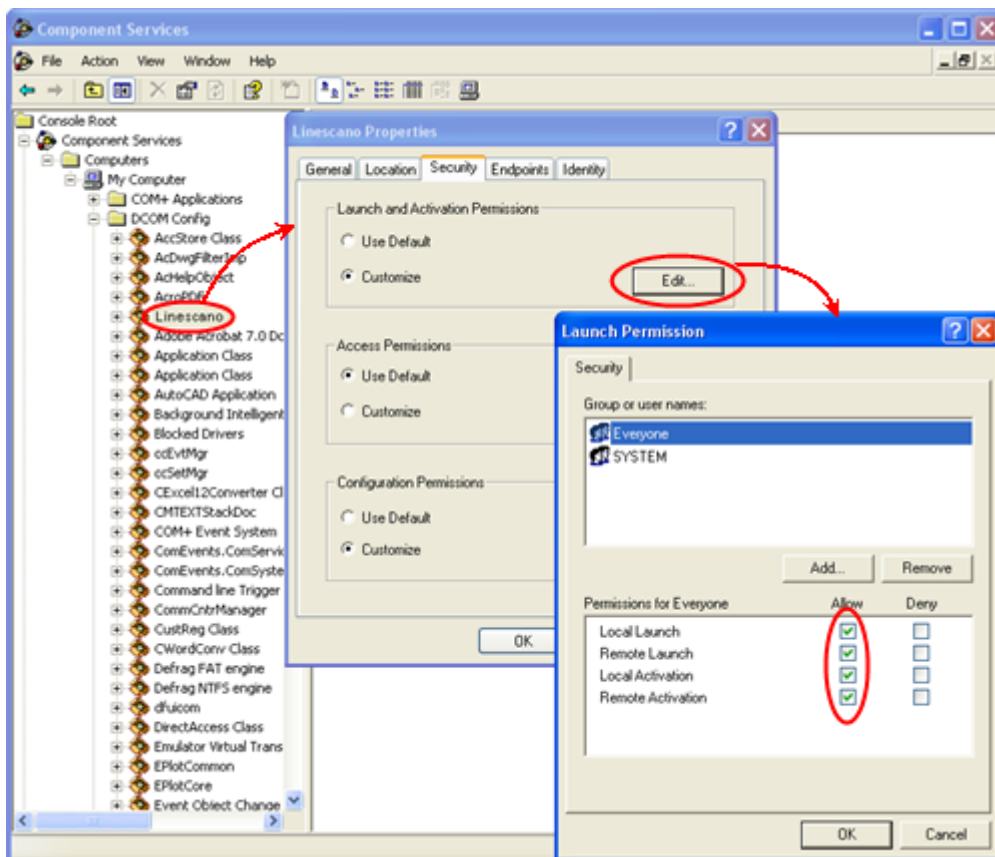 Component Services
File Action View Window Help
Console Root
Component Services
Computers
My Computer
COM+ Applications
DCOM Config
AccStore Class
AcDwgFilterImp
AcHelpObject
AcroPDF
Linescano
Adobe Acrobat 7.0 Dc
Application Class
Application Class
AutoCAD Application
Background Intelligent
Blocked Drivers
ccEvtMgr
ccSetMgr
CExcel12Converter Cl
CMTEXTStackDoc
COM+ Event System
ComEvents.ComServic
ComEvents.ComSyste
Command line Trigger
CommCntrManager
CustReg Class
CWordConv Class
Defrag FAT engine
Defrag NTFS engine
dfuicom
DirectAccess Class
Emulator Virtual Trans
EPlotCommon
EPlotCore
Event Object Change
Linescano Properties
General Location Security Endpoints Identity
Launch and Activation Permissions
Use Default
Customize
Edit...
Access Permissions
Use Default
Customize
Configuration Permissions
Use Default
Customize
OK
Launch Permission
Security
Group or user names:
Everyone
SYSTEM
Add... Remove
Permissions for Everyone Allow Deny
Local Launch
Remote Launch
Local Activation
Remote Activation
OK Cancel